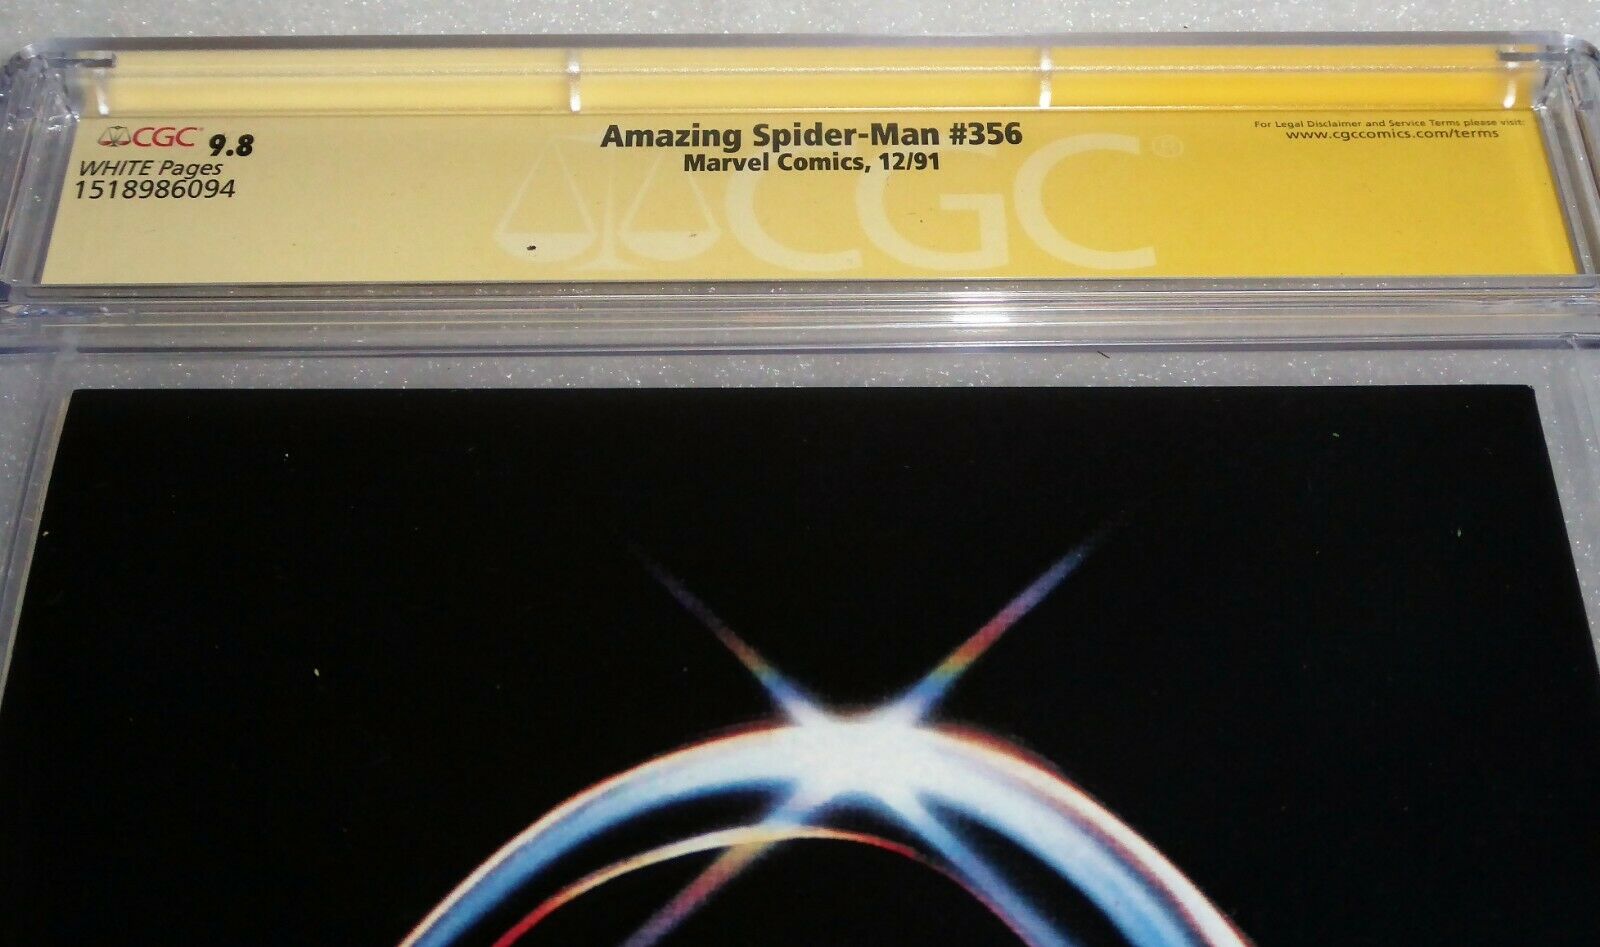 CGC 9.8
WHITE Pages
1518986094
Amazing Spider-Man #356
Marvel Comics, 12/91
For Legal Disclaimer and Service Terms please visit:
www.cgccomics.com/terms
CGC®